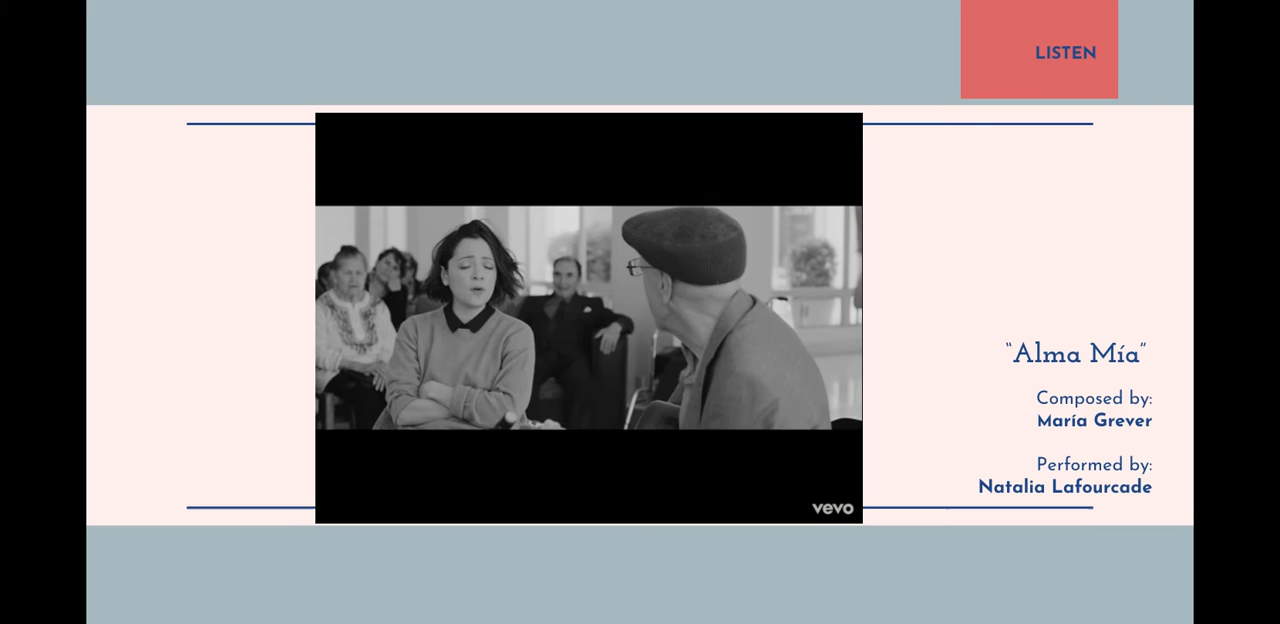 LISTEN
“Alma Mía”
Composed by:
María Grever
Performed by:
Natalia Lafourcade
vevo